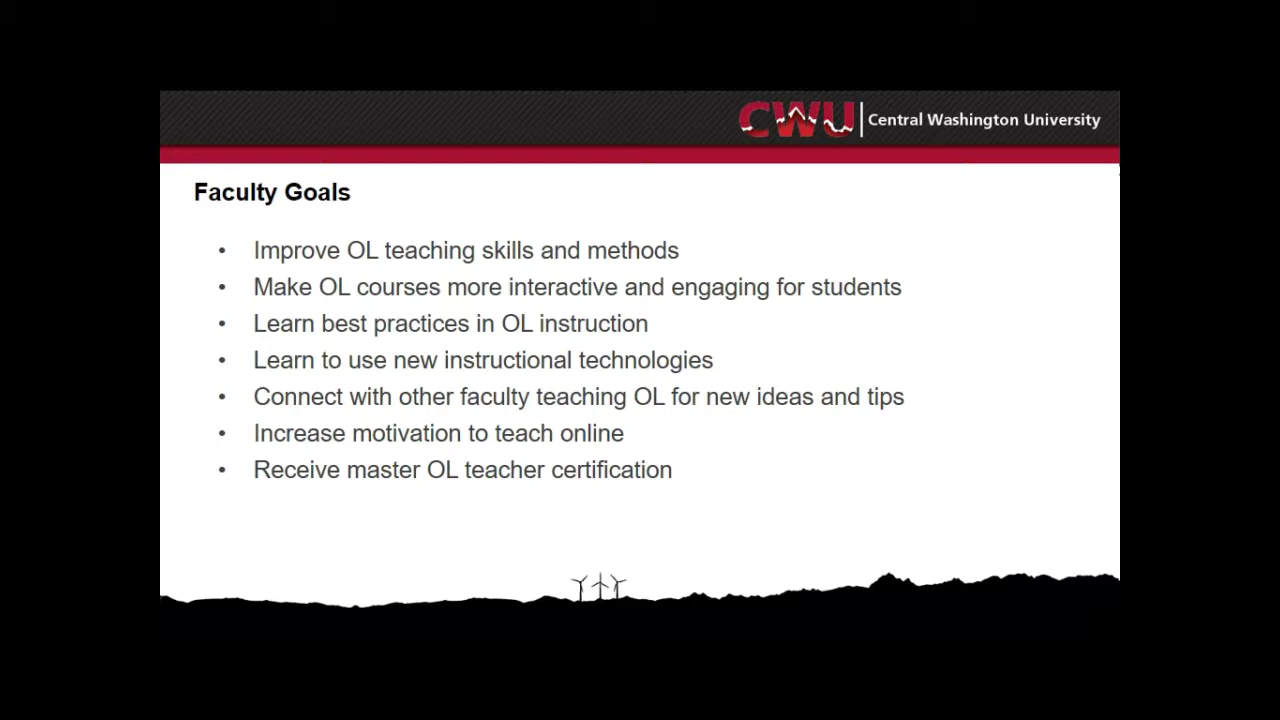 CWU | Central Washington University
Faculty Goals
• Improve OL teaching skills and methods
• Make OL courses more interactive and engaging for students
• Learn best practices in OL instruction
• Learn to use new instructional technologies
• Connect with other faculty teaching OL for new ideas and tips
• Increase motivation to teach online
• Receive master OL teacher certification